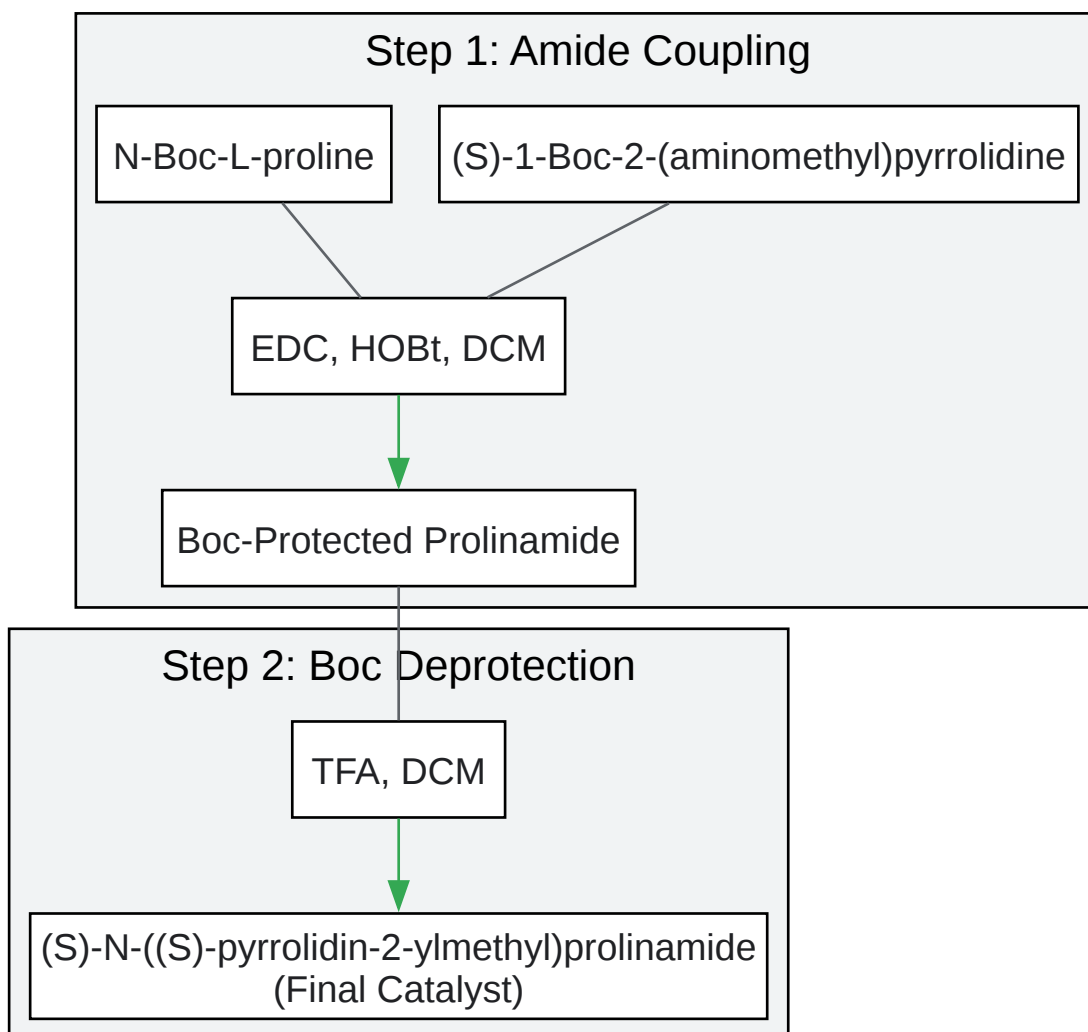 Step 1: Amide Coupling
N-Boc-L-proline
(S)-1-Boc-2-(aminomethyl)pyrrolidine
EDC, HOBt, DCM
Boc-Protected Prolinamide
Step 2: Boc Deprotection
TFA, DCM
(S)-N-((S)-pyrrolidin-2-ylmethyl)prolinamide
(Final Catalyst)